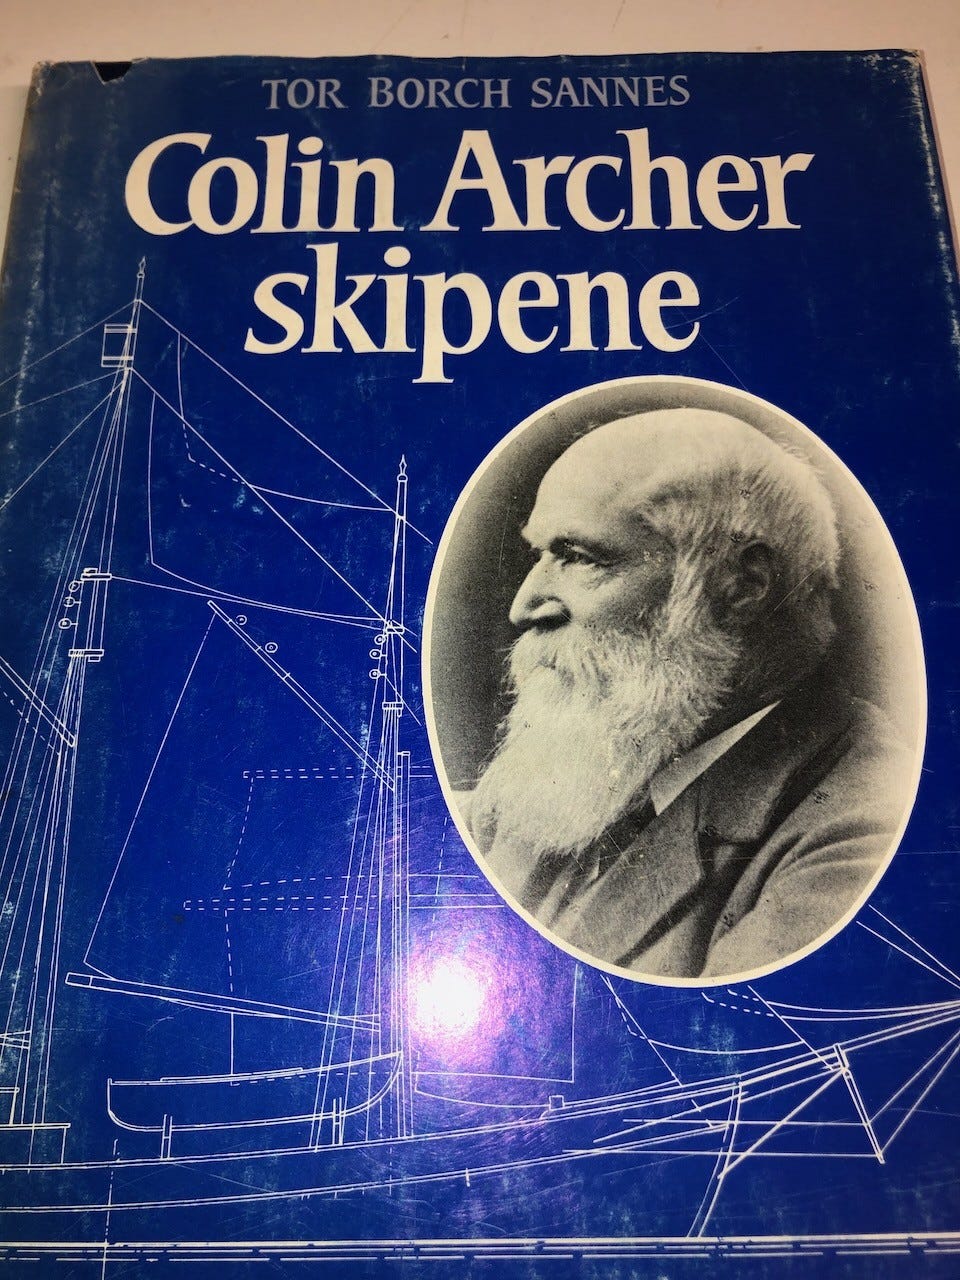 TOR BORCH SANNES
Colin Archer
skipene